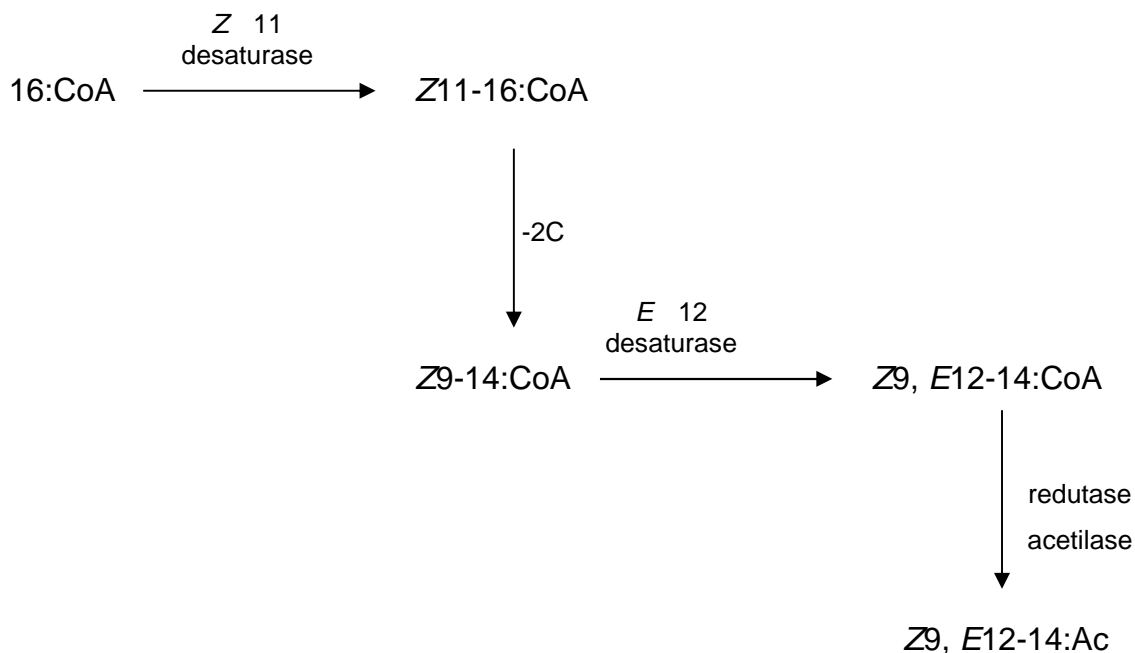 Z 11
desaturase
16:CoA
Z11-16:CoA
-2C
E 12
desaturase
Z9-14:CoA
Z9, E12-14:CoA
redutase
acetilase
Z9, E12-14:Ac